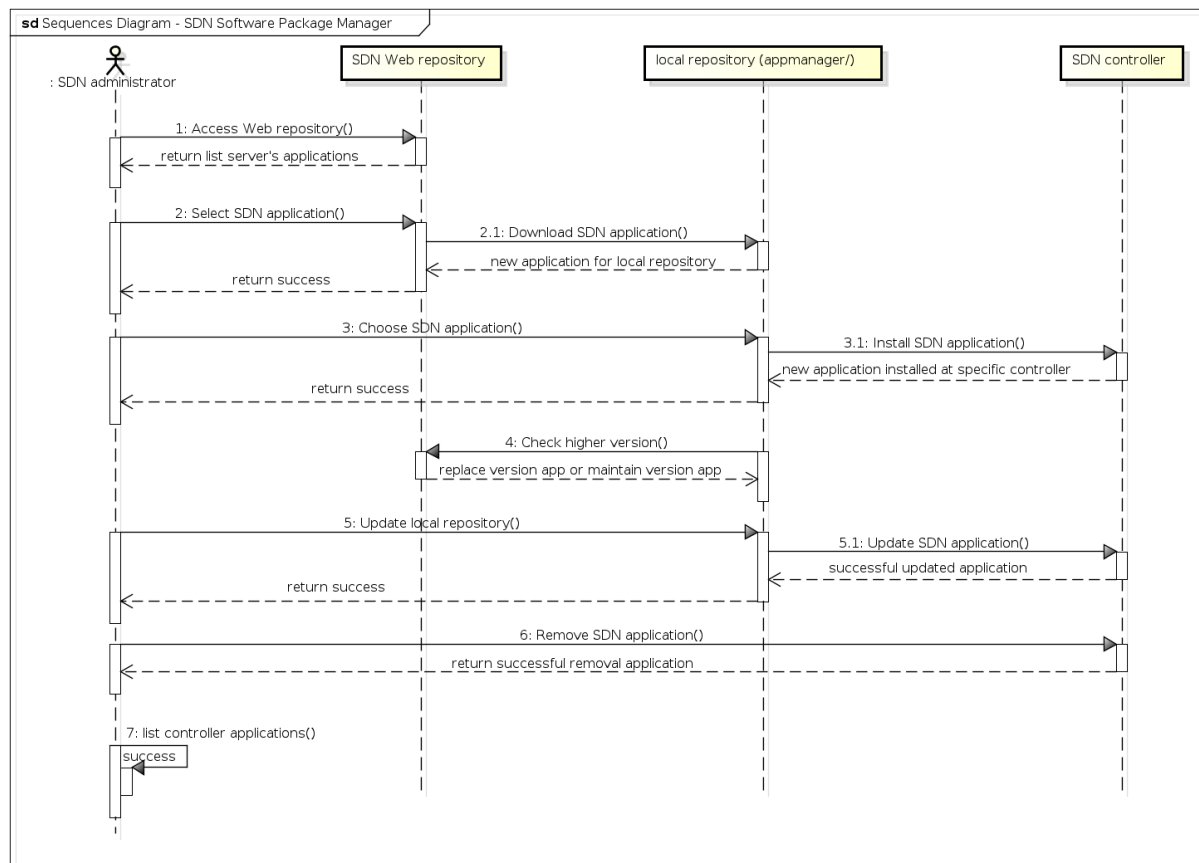 sd Sequences Diagram - SDN Software Package Manager
: SDN administrator
SDN Web repository
local repository (appmanager/)
SDN controller
1: Access Web repository()
return list server's applications
2: Select SDN application()
2.1: Download SDN application()
new application for local repository
return success
3: Choose SDN application()
3.1: Install SDN application()
new application installed at specific controller
return success
4: Check higher version()
replace version app or maintain version app
5: Update local repository()
5.1: Update SDN application()
successful updated application
return success
6: Remove SDN application()
return successful removal application
7: list controller applications()
success